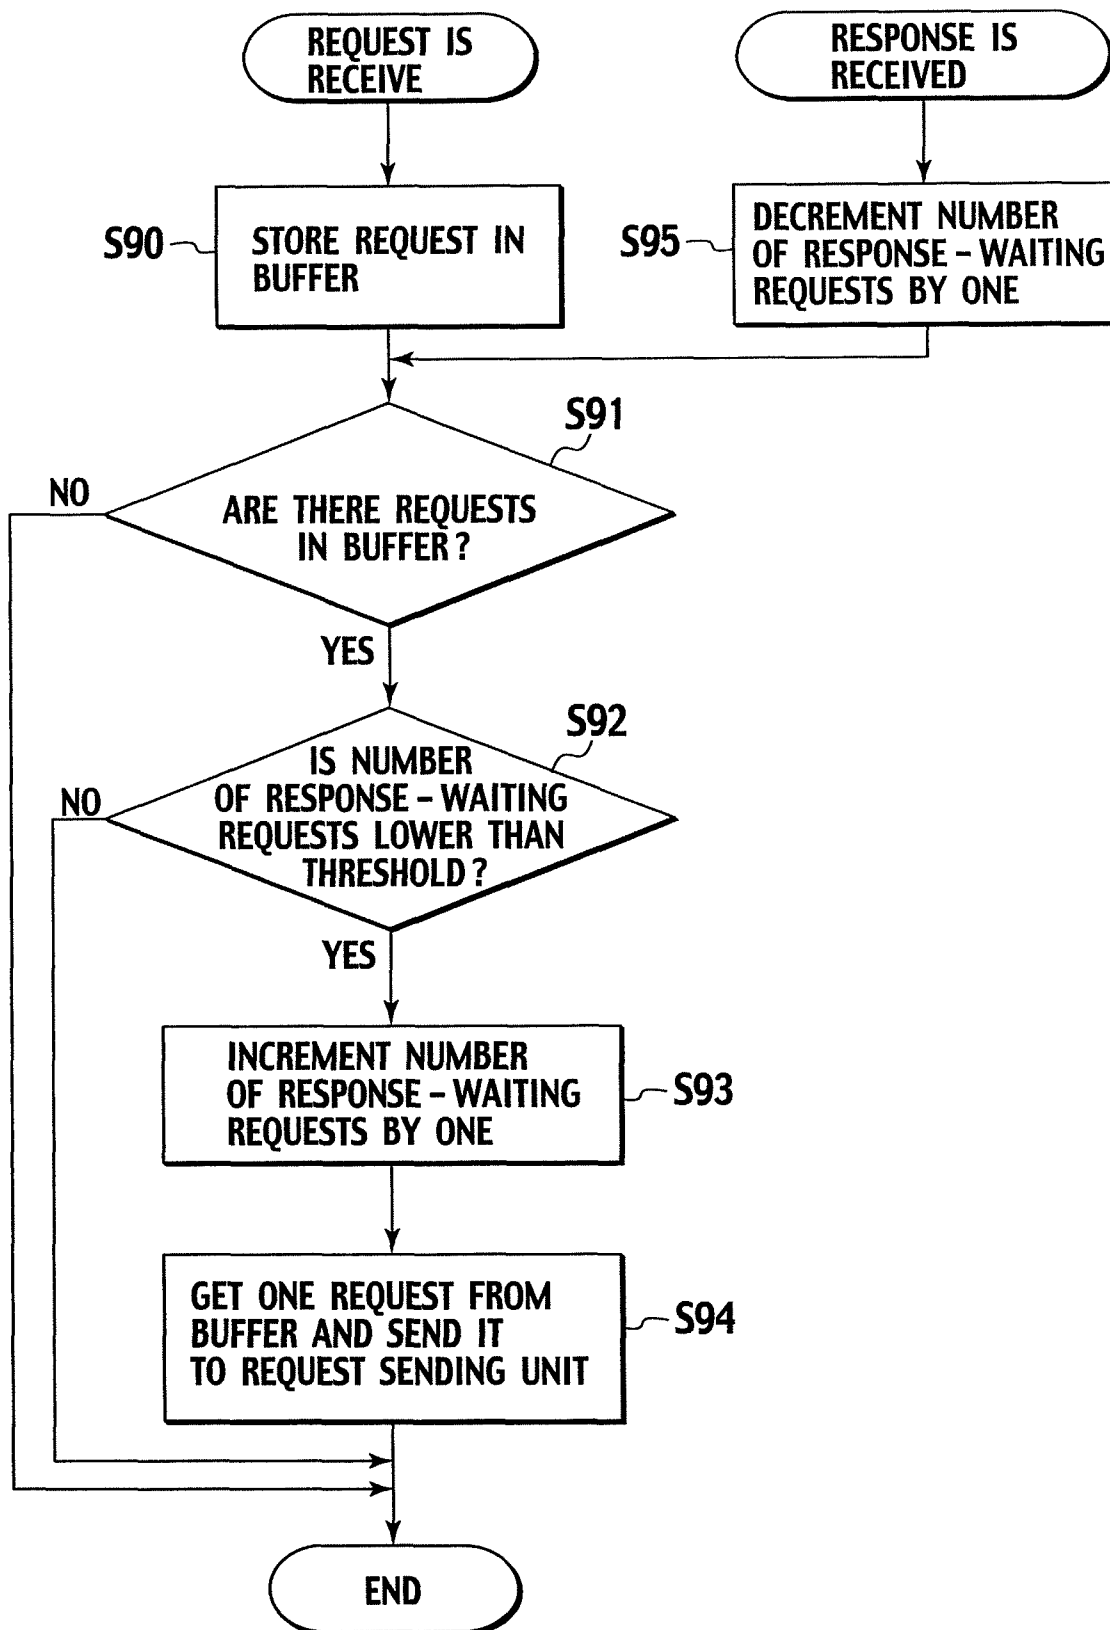 REQUEST IS
RECEIVE
RESPONSE IS
RECEIVED
S90
STORE REQUEST IN
BUFFER
S95
DECREMENT NUMBER
OF RESPONSE - WAITING
REQUESTS BY ONE
S91
NO
ARE THERE REQUESTS
IN BUFFER ?
YES
S92
NO
IS NUMBER
OF RESPONSE - WAITING
REQUESTS LOWER THAN
THRESHOLD ?
YES
INCREMENT NUMBER
OF RESPONSE - WAITING
REQUESTS BY ONE
S93
GET ONE REQUEST FROM
BUFFER AND SEND IT
TO REQUEST SENDING UNIT
S94
END